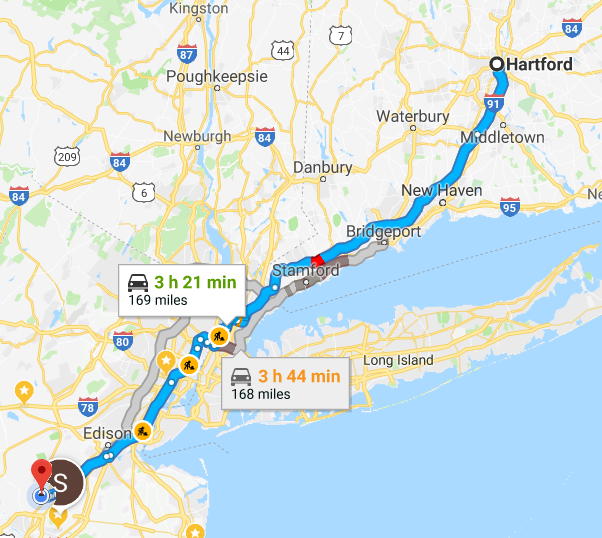 Kingston
84
7
44
87
Poughkeepsie
Hartford
91
Waterbury
Middletown
Newburgh
84
209
84
Danbury
6
84
New Haven
95
Ne
Bridgeport
Stamford
3 h 21 min
169 miles
80
Long Island
3 h 44 min
168 miles
78
Edison
S